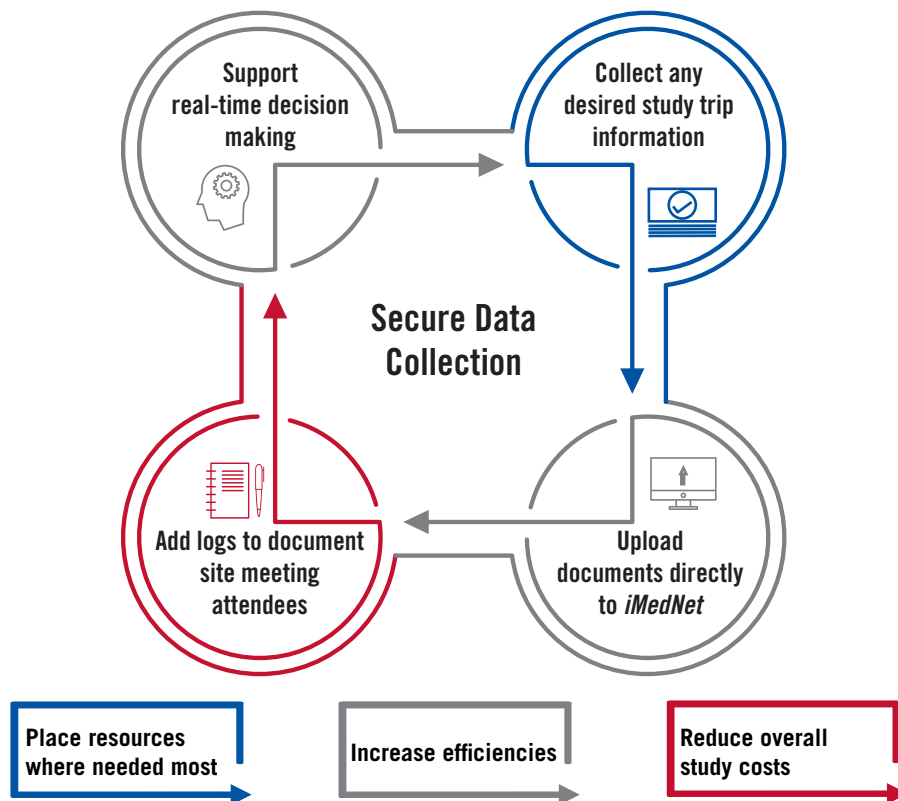 Support
real-time decision
making
Collect any
desired study trip
information
Secure Data
Collection
Add logs to document
site meeting
attendees
Upload
documents directly
to iMedNet
Place resources
where needed most
Increase efficiencies
Reduce overall
study costs